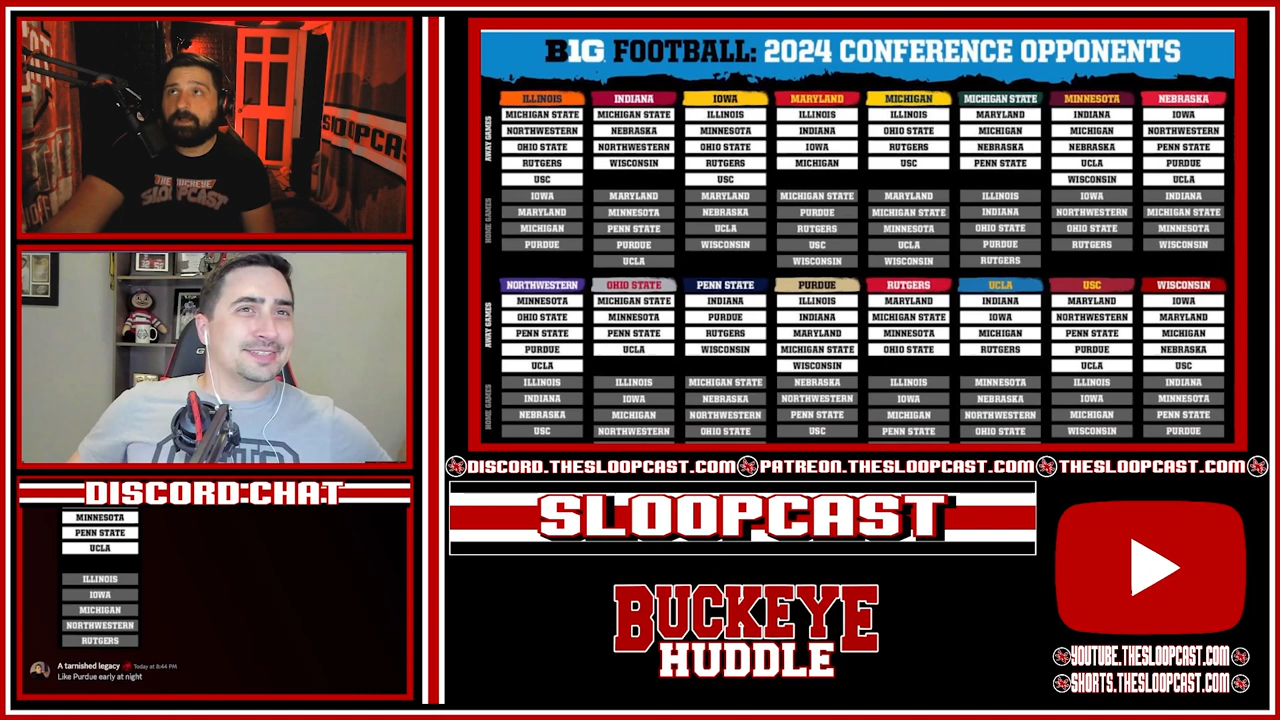 THE BUCKEYE
SLOOPCAST
SLOOPCAS
B1G FOOTBALL: 2024 CONFERENCE OPPONENTS
ILLINOIS INDIANA IOWA MARYLAND MICHIGAN MICHIGAN STATE MINNESOTA NEBRASKA
AWAY GAMES
MICHIGAN STATE MICHIGAN STATE ILLINOIS ILLINOIS ILLINOIS MARYLAND INDIANA IOWA
NORTHWESTERN NEBRASKA MINNESOTA INDIANA OHIO STATE MICHIGAN MICHIGAN NORTHWESTERN
OHIO STATE NORTHWESTERN OHIO STATE IOWA RUTGERS NEBRASKA NEBRASKA PENN STATE
RUTGERS WISCONSIN RUTGERS MICHIGAN USC PENN STATE UCLA PURDUE
USC USC WISCONSIN UCLA
HOME GAMES
IOWA MARYLAND MARYLAND MICHIGAN STATE MARYLAND ILLINOIS IOWA INDIANA
MARYLAND MINNESOTA NEBRASKA PURDUE MICHIGAN STATE INDIANA NORTHWESTERN MICHIGAN STATE
MICHIGAN PENN STATE UCLA RUTGERS MINNESOTA OHIO STATE OHIO STATE MINNESOTA
PURDUE PURDUE WISCONSIN USC UCLA PURDUE RUTGERS WISCONSIN
UCLA WISCONSIN WISCONSIN RUTGERS
NORTHWESTERN OHIO STATE PENN STATE PURDUE RUTGERS UCLA USC WISCONSIN
AWAY GAMES
MINNESOTA MICHIGAN STATE INDIANA ILLINOIS MARYLAND INDIANA MARYLAND IOWA
OHIO STATE MINNESOTA PURDUE INDIANA MICHIGAN STATE IOWA NORTHWESTERN MARYLAND
PENN STATE PENN STATE RUTGERS MARYLAND MINNESOTA MICHIGAN PENN STATE MICHIGAN
PURDUE UCLA WISCONSIN MICHIGAN STATE OHIO STATE RUTGERS PURDUE NEBRASKA
UCLA WISCONSIN UCLA USC
HOME GAMES
ILLINOIS ILLINOIS MICHIGAN STATE NEBRASKA ILLINOIS MINNESOTA ILLINOIS INDIANA
INDIANA IOWA NEBRASKA NORTHWESTERN IOWA NEBRASKA IOWA MINNESOTA
NEBRASKA MICHIGAN NORTHWESTERN PENN STATE MICHIGAN NORTHWESTERN MICHIGAN PENN STATE
USC NORTHWESTERN OHIO STATE USC PENN STATE OHIO STATE WISCONSIN PURDUE
DISCORD.THESLOOPCAST.COM PATREON.THESLOOPCAST.COM THESLOOPCAST.COM
DISCORD CHAT
MINNESOTA
PENN STATE
UCLA
ILLINOIS
IOWA
MICHIGAN
NORTHWESTERN
RUTGERS
A tarnished legacy Today at 8:44 PM
Like Purdue early at night
SLOOPCAST
BUCKEYE
HUDDLE
YOUTUBE.THESLOOPCAST.COM
SHORTS.THESLOOPCAST.COM